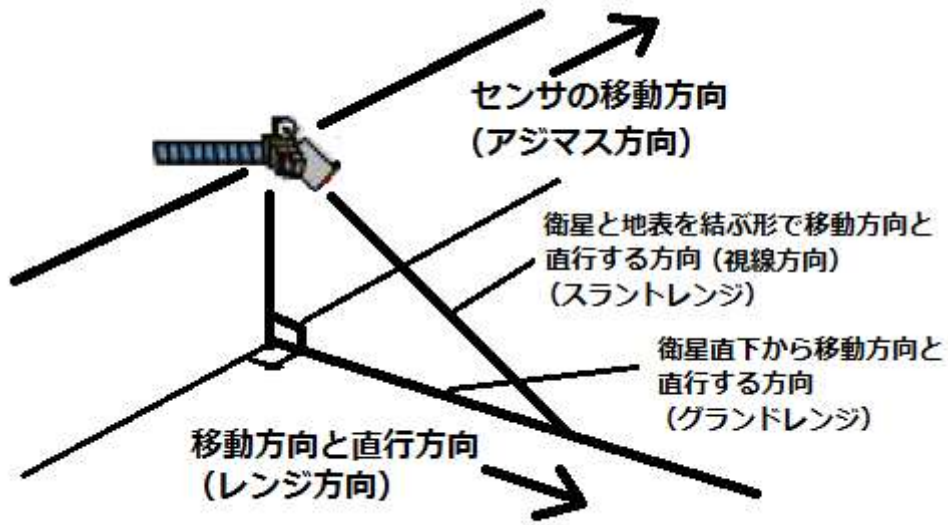 センサの移動方向
(アジマス方向)
衛星と地表を結ぶ形で移動方向と
直行する方向 (視線方向)
(スラントレンジ)
衛星直下から移動方向と
直行する方向
(グランドレンジ)
移動方向と直行方向
(レンジ方向)